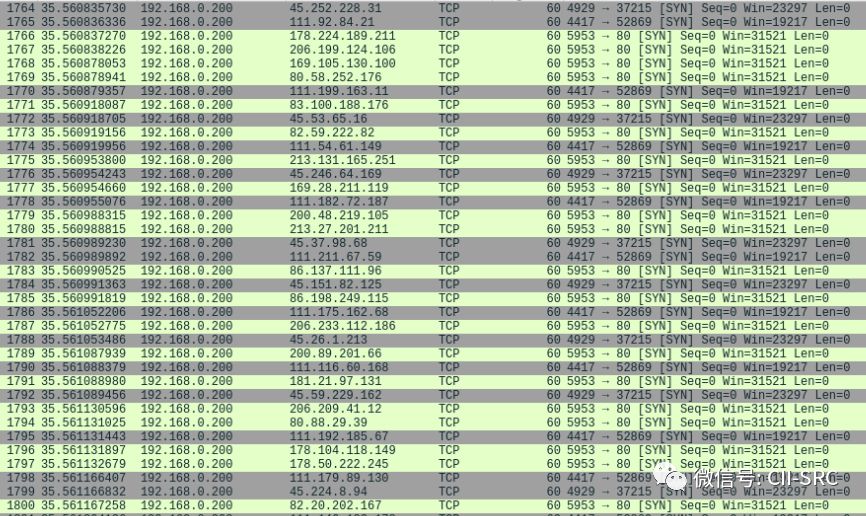 1764 35.560835730 192.168.0.200 45.252.228.31 TCP 60 4929 → 37215 [SYN] Seq=0 Win=23297 Len=0
1765 35.560836336 192.168.0.200 111.92.84.21 TCP 60 4417 → 52869 [SYN] Seq=0 Win=19217 Len=0
1766 35.560837270 192.168.0.200 178.224.189.211 TCP 60 5953 → 80 [SYN] Seq=0 Win=31521 Len=0
1767 35.560838226 192.168.0.200 206.199.124.106 TCP 60 5953 → 80 [SYN] Seq=0 Win=31521 Len=0
1768 35.560878053 192.168.0.200 169.105.130.100 TCP 60 5953 → 80 [SYN] Seq=0 Win=31521 Len=0
1769 35.560878941 192.168.0.200 80.58.252.176 TCP 60 5953 → 80 [SYN] Seq=0 Win=31521 Len=0
1770 35.560879357 192.168.0.200 111.199.163.11 TCP 60 4417 → 52869 [SYN] Seq=0 Win=19217 Len=0
1771 35.560918087 192.168.0.200 83.100.188.176 TCP 60 5953 → 80 [SYN] Seq=0 Win=31521 Len=0
1772 35.560918705 192.168.0.200 45.53.65.16 TCP 60 4929 → 37215 [SYN] Seq=0 Win=23297 Len=0
1773 35.560919156 192.168.0.200 82.59.222.82 TCP 60 5953 → 80 [SYN] Seq=0 Win=31521 Len=0
1774 35.560919956 192.168.0.200 111.54.61.149 TCP 60 4417 → 52869 [SYN] Seq=0 Win=19217 Len=0
1775 35.560953800 192.168.0.200 213.131.165.251 TCP 60 5953 → 80 [SYN] Seq=0 Win=31521 Len=0
1776 35.560954243 192.168.0.200 45.246.64.169 TCP 60 4929 → 37215 [SYN] Seq=0 Win=23297 Len=0
1777 35.560954660 192.168.0.200 169.28.211.119 TCP 60 5953 → 80 [SYN] Seq=0 Win=31521 Len=0
1778 35.560955076 192.168.0.200 111.182.72.187 TCP 60 4417 → 52869 [SYN] Seq=0 Win=19217 Len=0
1779 35.560988315 192.168.0.200 200.48.219.105 TCP 60 5953 → 80 [SYN] Seq=0 Win=31521 Len=0
1780 35.560988815 192.168.0.200 213.27.201.211 TCP 60 5953 → 80 [SYN] Seq=0 Win=31521 Len=0
1781 35.560989230 192.168.0.200 45.37.98.68 TCP 60 4929 → 37215 [SYN] Seq=0 Win=23297 Len=0
1782 35.560989892 192.168.0.200 111.211.67.59 TCP 60 4417 → 52869 [SYN] Seq=0 Win=19217 Len=0
1783 35.560990525 192.168.0.200 86.137.111.96 TCP 60 5953 → 80 [SYN] Seq=0 Win=31521 Len=0
1784 35.560991363 192.168.0.200 45.151.82.125 TCP 60 4929 → 37215 [SYN] Seq=0 Win=23297 Len=0
1785 35.560991819 192.168.0.200 86.198.249.115 TCP 60 5953 → 80 [SYN] Seq=0 Win=31521 Len=0
1786 35.561052206 192.168.0.200 111.175.162.68 TCP 60 4417 → 52869 [SYN] Seq=0 Win=19217 Len=0
1787 35.561052775 192.168.0.200 206.233.112.186 TCP 60 5953 → 80 [SYN] Seq=0 Win=31521 Len=0
1788 35.561053486 192.168.0.200 45.26.1.213 TCP 60 4929 → 37215 [SYN] Seq=0 Win=23297 Len=0
1789 35.561087939 192.168.0.200 200.89.201.66 TCP 60 5953 → 80 [SYN] Seq=0 Win=31521 Len=0
1790 35.561088379 192.168.0.200 111.116.60.168 TCP 60 4417 → 52869 [SYN] Seq=0 Win=19217 Len=0
1791 35.561088980 192.168.0.200 181.21.97.131 TCP 60 5953 → 80 [SYN] Seq=0 Win=31521 Len=0
1792 35.561089456 192.168.0.200 45.59.229.162 TCP 60 4929 → 37215 [SYN] Seq=0 Win=23297 Len=0
1793 35.561130596 192.168.0.200 206.209.41.12 TCP 60 5953 → 80 [SYN] Seq=0 Win=31521 Len=0
1794 35.561131025 192.168.0.200 80.88.29.39 TCP 60 5953 → 80 [SYN] Seq=0 Win=31521 Len=0
1795 35.561131443 192.168.0.200 111.192.185.67 TCP 60 4417 → 52869 [SYN] Seq=0 Win=19217 Len=0
1796 35.561131897 192.168.0.200 178.104.118.149 TCP 60 5953 → 80 [SYN] Seq=0 Win=31521 Len=0
1797 35.561132679 192.168.0.200 178.50.222.245 TCP 60 5953 → 80 [SYN] Seq=0 Win=31521 Len=0
1798 35.561166407 192.168.0.200 111.179.89.130 TCP 60 4417 → 52869 [SYN] Seq=0 Win=19217 Len=0
微信号: CII-SRC
1799 35.561166832 192.168.0.200 45.224.8.94 TCP 60 4929 → 37215 [SYN] Seq=0 Win=23297 Len=0
1800 35.561167258 192.168.0.200 82.20.202.167 TCP 60 5953 → 80 [SYN] Seq=0 Win=31521 Len=0